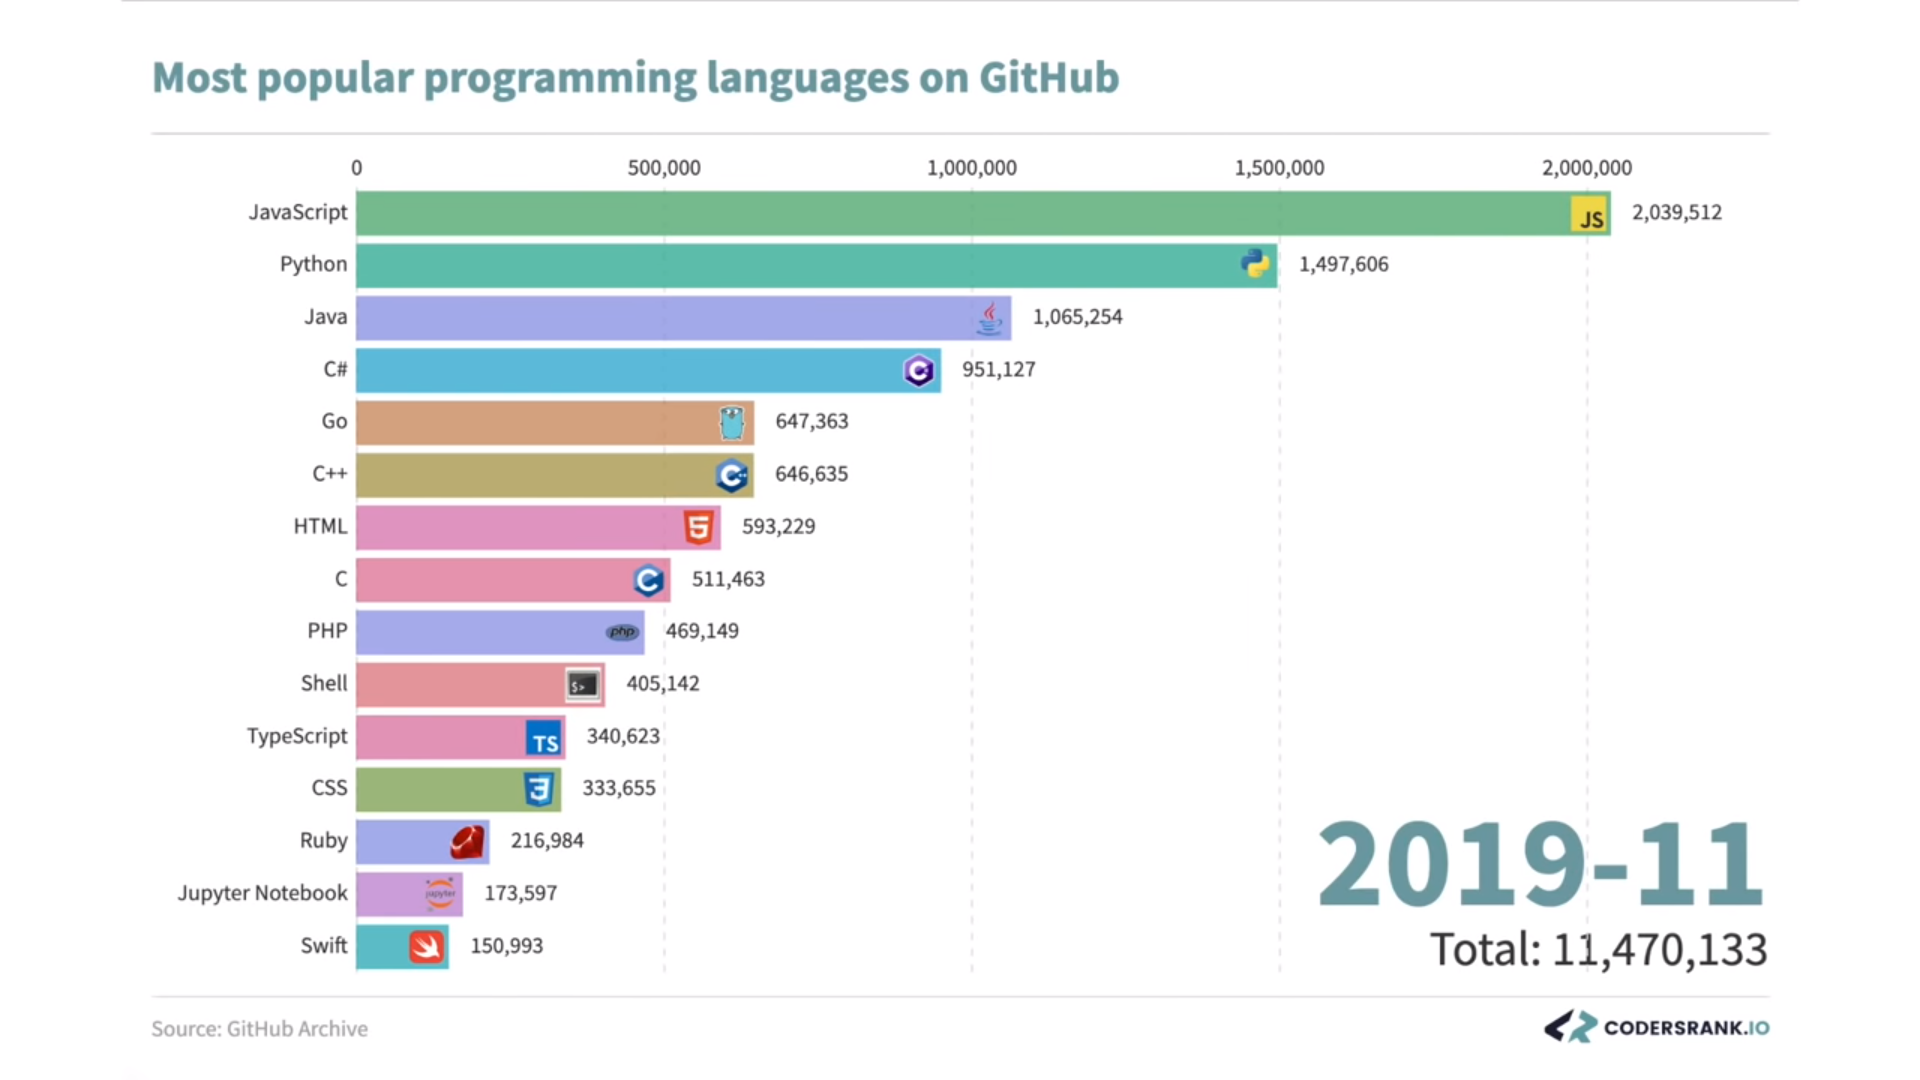 Most popular programming languages on GitHub
0 500,000 1,000,000 1,500,000 2,000,000
JavaScript JS 2,039,512
Python 1,497,606
Java 1,065,254
C# C 951,127
Go 647,363
C++ C++ 646,635
HTML 5 593,229
C C 511,463
PHP php 469,149
Shell $> 405,142
TypeScript TS 340,623
CSS 3 333,655
Ruby 216,984
Jupyter Notebook jupyter 173,597
Swift 150,993
2019-11
Total: 11,470,133
Source: GitHub Archive
CODERSRANK.IO